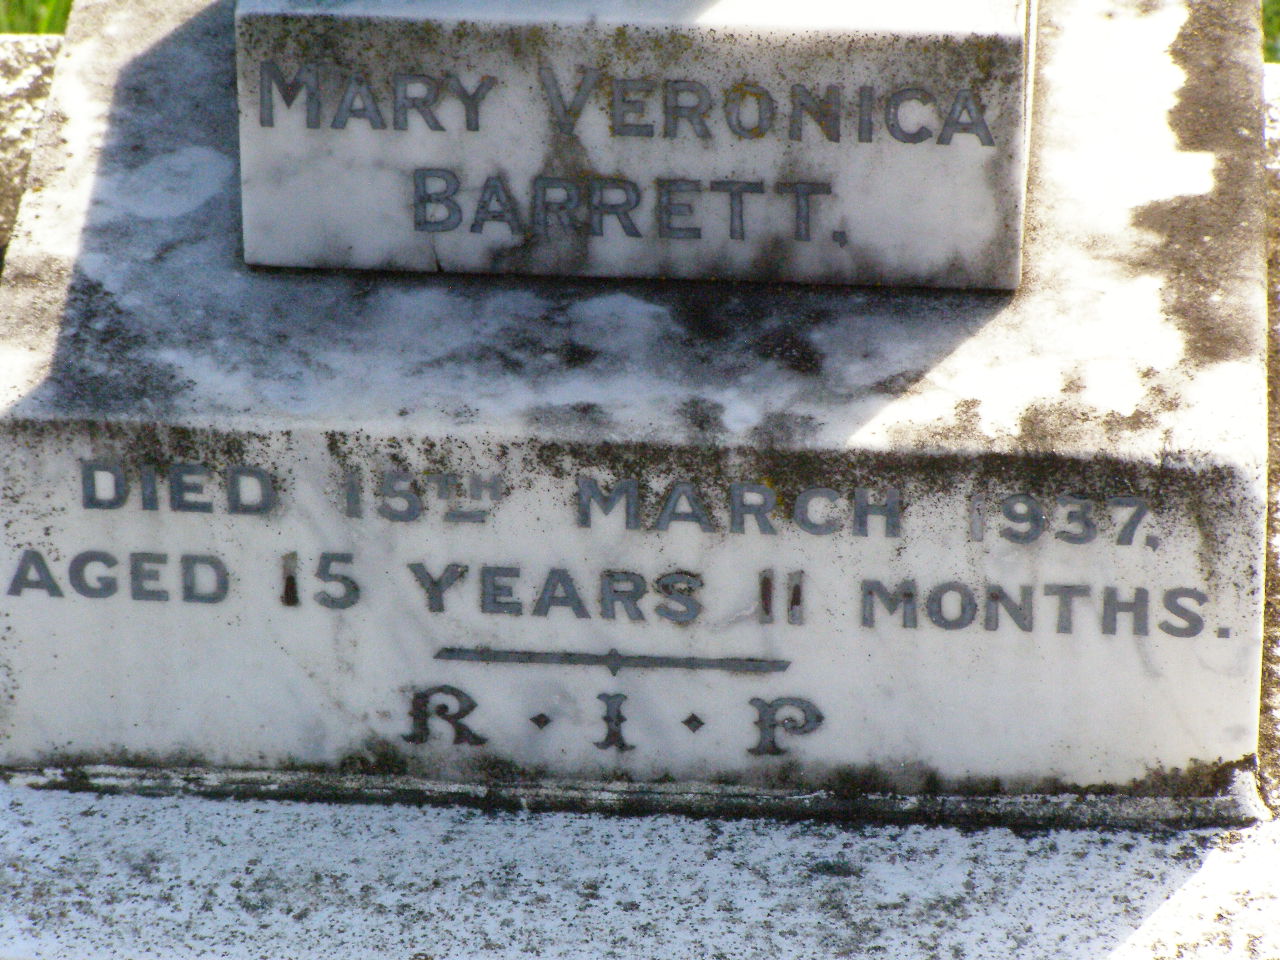 MARY VERONICA
BARRETT.
DIED 15TH MARCH 1937.
AGED 15 YEARS 11 MONTHS.
R·I·P